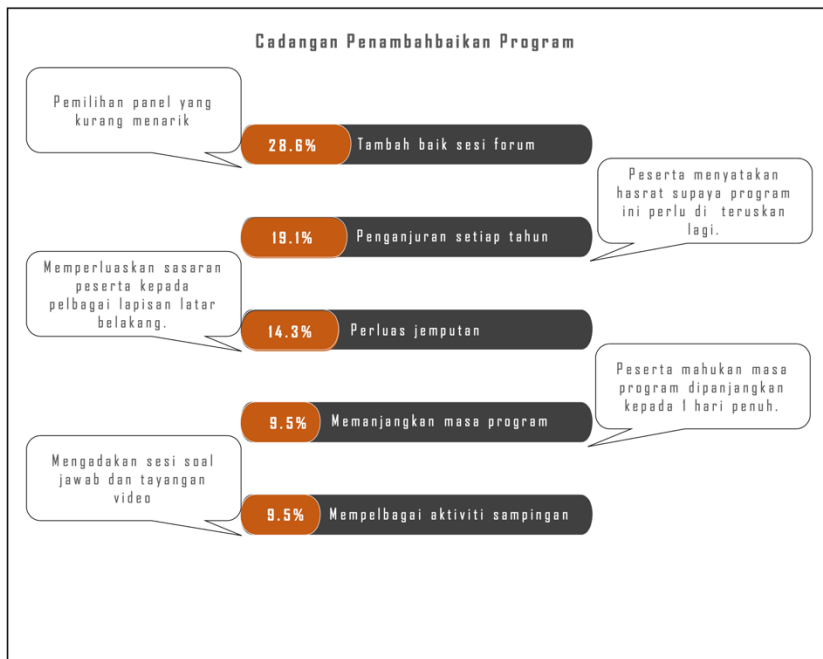 Cadangan Penambahbaikan Program
Pemilihan panel yang
kurang menarik
28.6% Tambah baik sesi forum
Peserta menyatakan
hasrat supaya program
ini perlu di teruskan
lagi.
19.1% Penganjuran setiap tahun
Memperluaskan sasaran
peserta kepada
pelbagai lapisan latar
belakang.
14.3% Perluas jemputan
Peserta mahukan masa
program dipanjangkan
kepada 1 hari penuh.
9.5% Memanjangkan masa program
Mengadakan sesi soal
jawab dan tayangan
video
9.5% Mempelbagai aktiviti sampingan